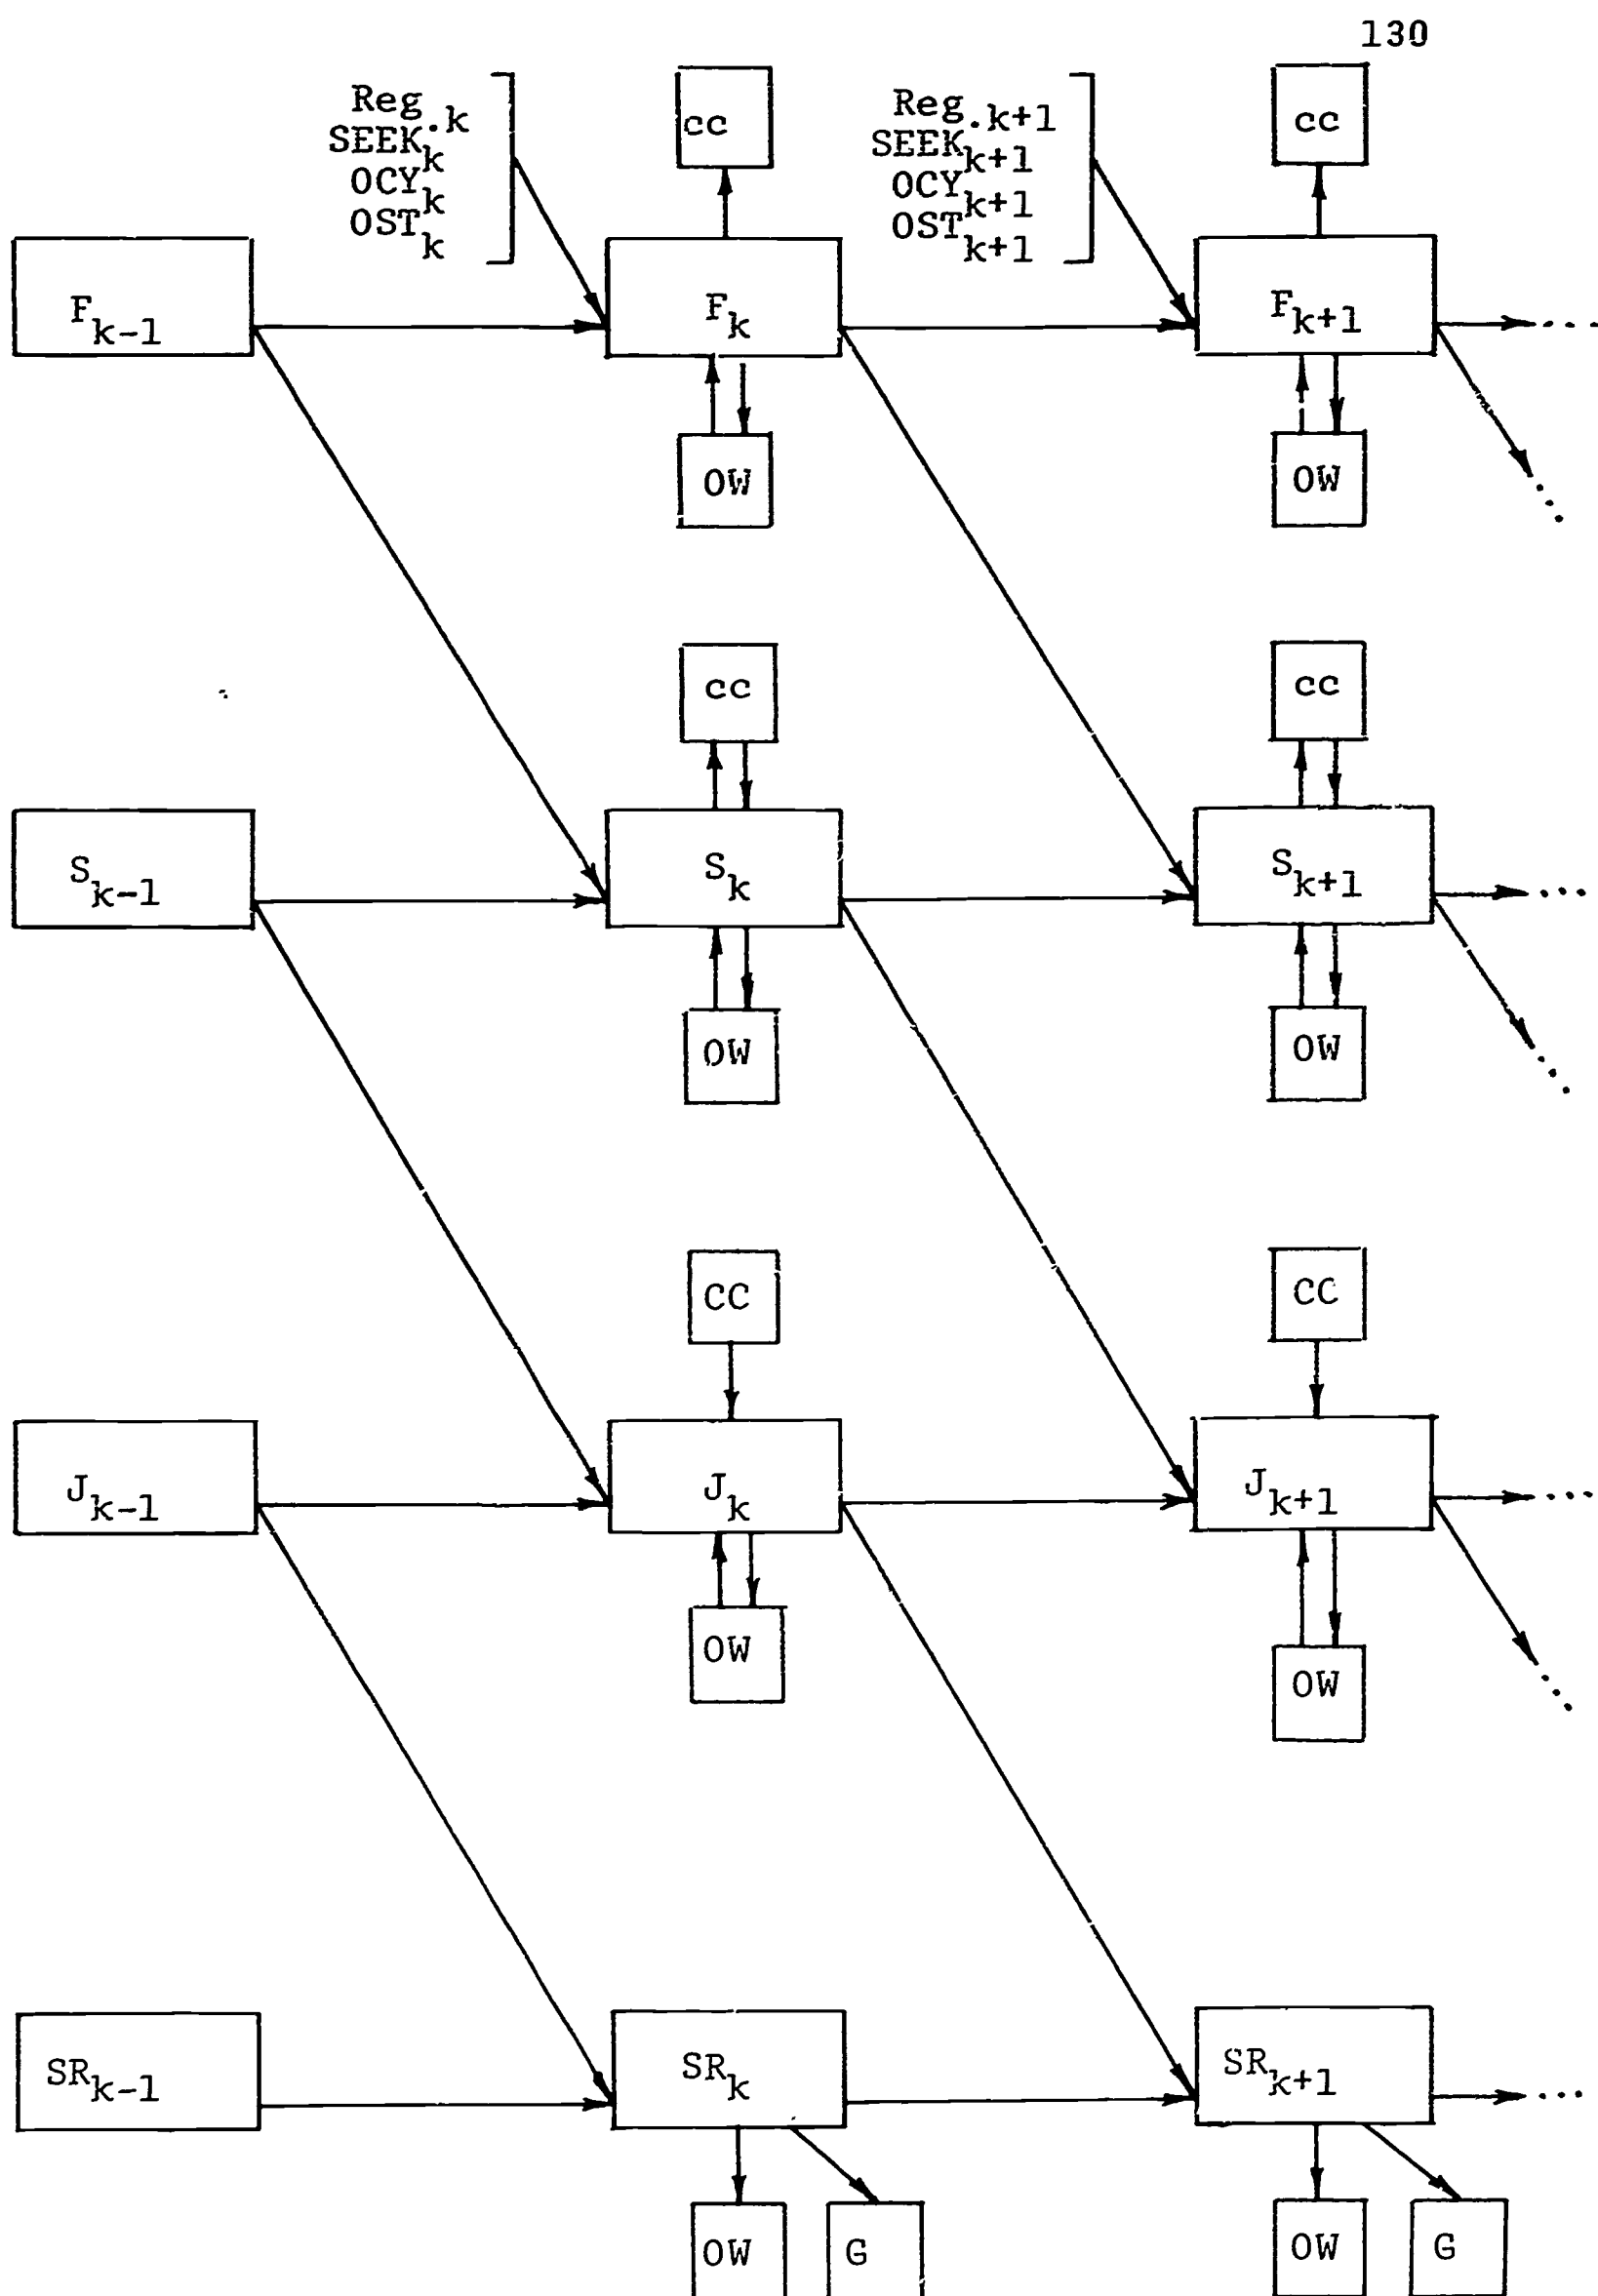 130
Reg.k
SEEKk
OCYk
OSTk
cc
Reg.k+1
SEEKk+1
OCYk+1
OSTk+1
cc
Fk-1
Fk
Fk+1
....
OW
OW
cc
cc
Sk-1
Sk
Sk+1
....
OW
OW
CC
CC
Jk-1
Jk
Jk+1
....
OW
OW
SRk-1
SRk
SRk+1
...
OW
G
OW
G